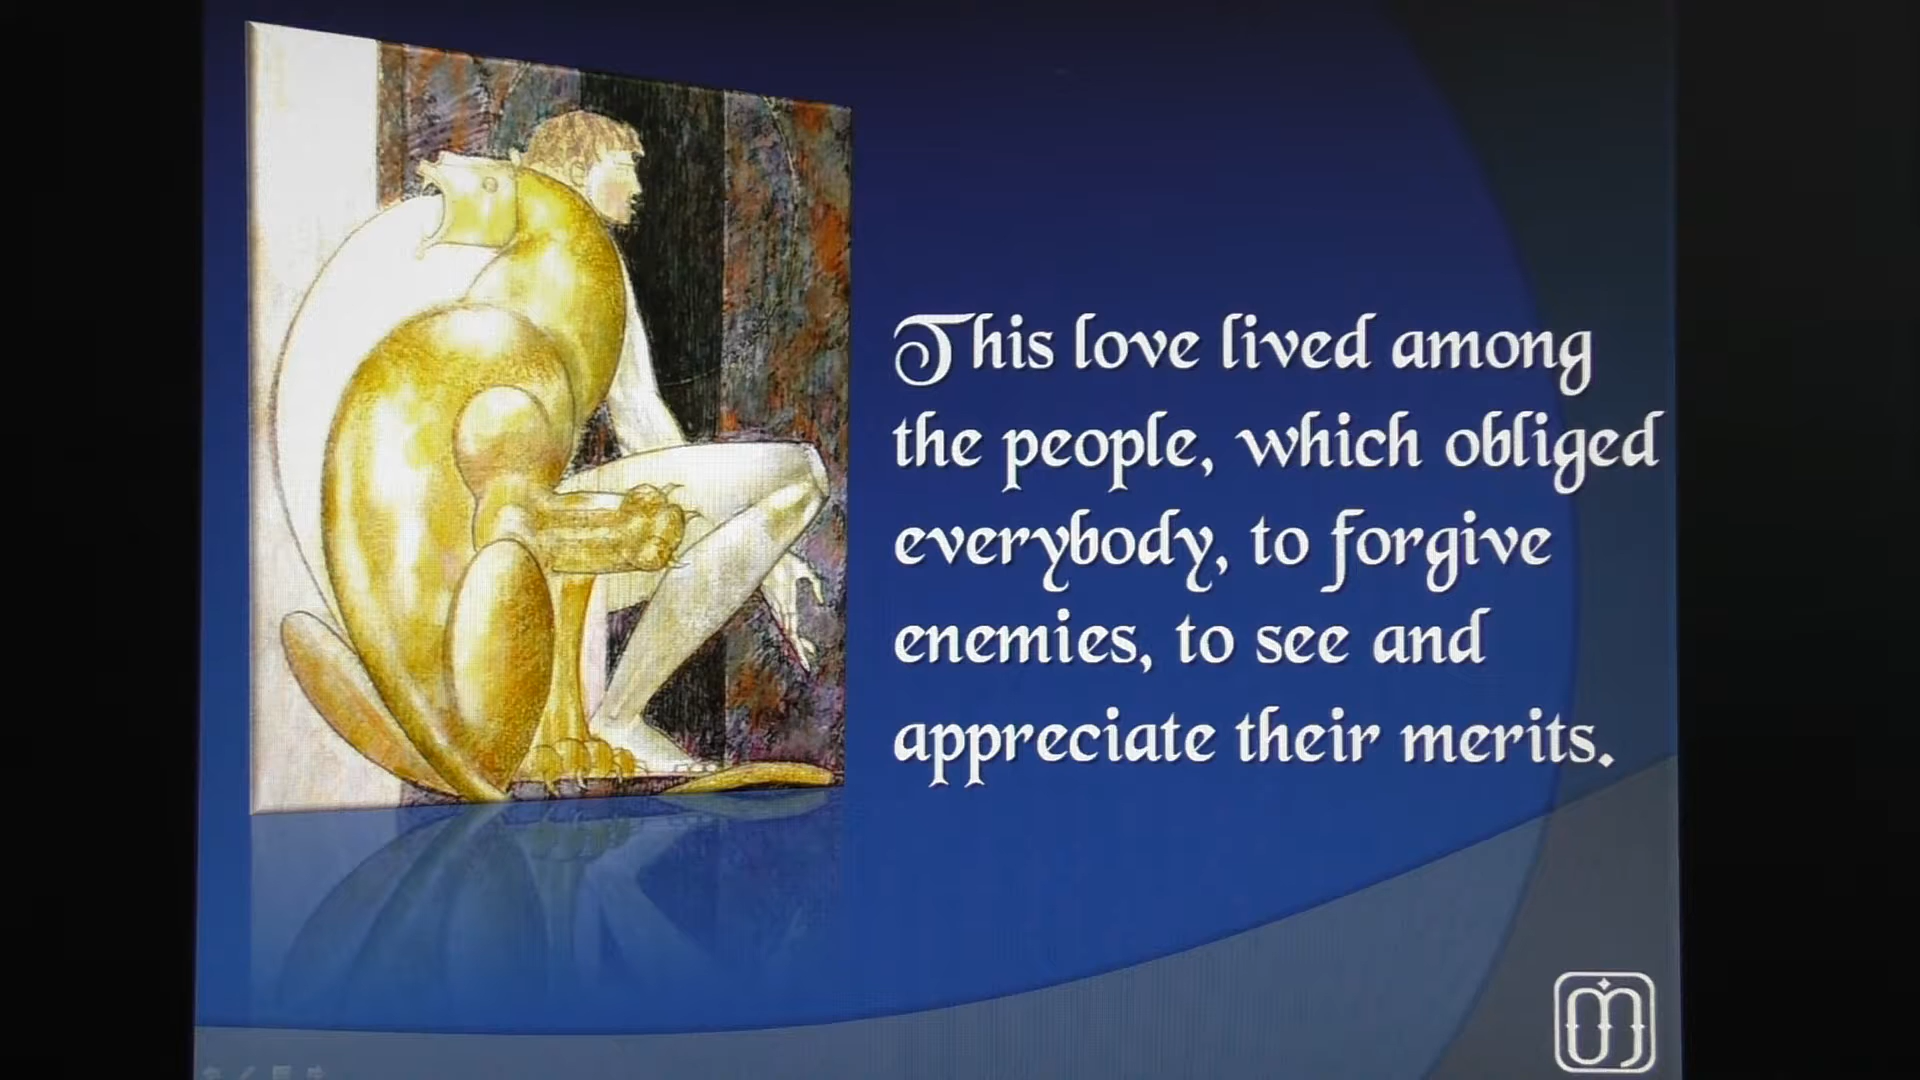 This love lived among
the people, which obliged
everybody, to forgive
enemies, to see and
appreciate their merits.